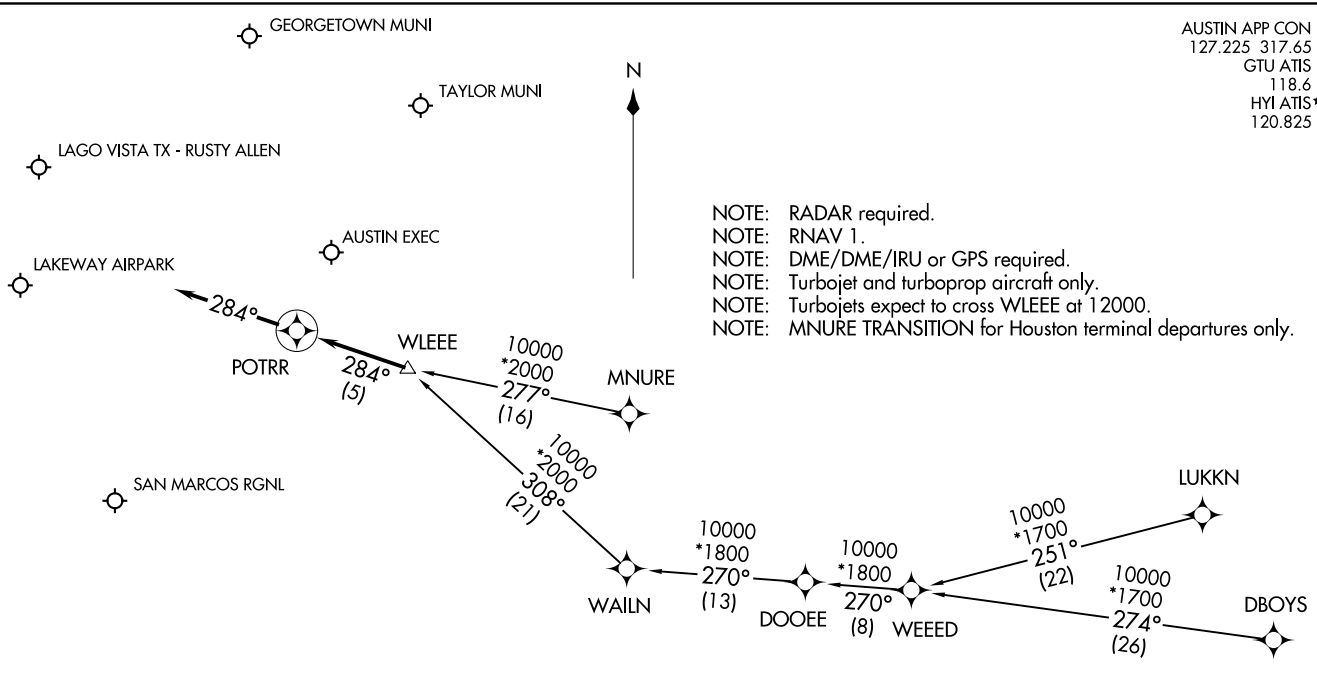 GEORGETOWN MUNI
AUSTIN APP CON
127.225 317.65
GTU ATIS
118.6
HYI ATIS*
120.825
N
TAYLOR MUNI
LAGO VISTA TX - RUSTY ALLEN
NOTE: RADAR required.
NOTE: RNAV 1.
NOTE: DME/DME/IRU or GPS required.
NOTE: Turbojet and turboprop aircraft only.
NOTE: Turbojets expect to cross WLEEE at 12000.
NOTE: MNURE TRANSITION for Houston terminal departures only.
AUSTIN EXEC
LAKEWAY AIRPARK
284°
POTRR
WLEEE
284°
(5)
10000
*2000
277°
(16)
MNURE
10000
*2000
308°
(21)
SAN MARCOS RGNL
WAILN
10000
*1800
270°
(13)
DOOEE
10000
*1800
270°
(8)
WEEED
LUKKN
10000
*1700
251°
(22)
10000
*1700
274°
(26)
DBOYS